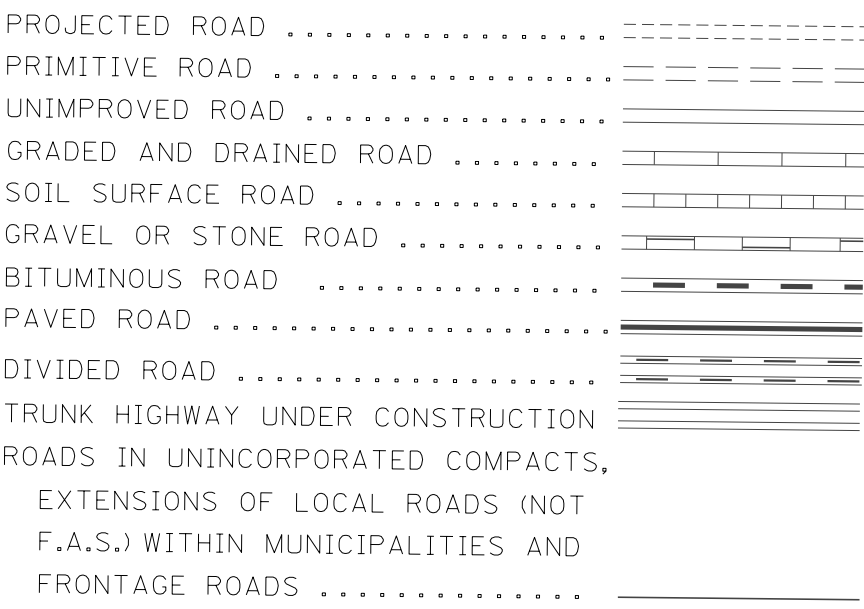 PROJECTED ROAD . . . . . . . . . . . . . . . . .
PRIMITIVE ROAD . . . . . . . . . . . . . . . . . .
UNIMPROVED ROAD . . . . . . . . . . . . . . . .
GRADED AND DRAINED ROAD . . . . . . . .
SOIL SURFACE ROAD . . . . . . . . . . . . . .
GRAVEL OR STONE ROAD . . . . . . . . . . .
BITUMINOUS ROAD . . . . . . . . . . . . . . .
PAVED ROAD . . . . . . . . . . . . . . . . . . . . .
DIVIDED ROAD . . . . . . . . . . . . . . . . . . .
TRUNK HIGHWAY UNDER CONSTRUCTION
ROADS IN UNINCORPORATED COMPACTS,
EXTENSIONS OF LOCAL ROADS (NOT
F.A.S.) WITHIN MUNICIPALITIES AND
FRONTAGE ROADS . . . . . . . . . . . . . .